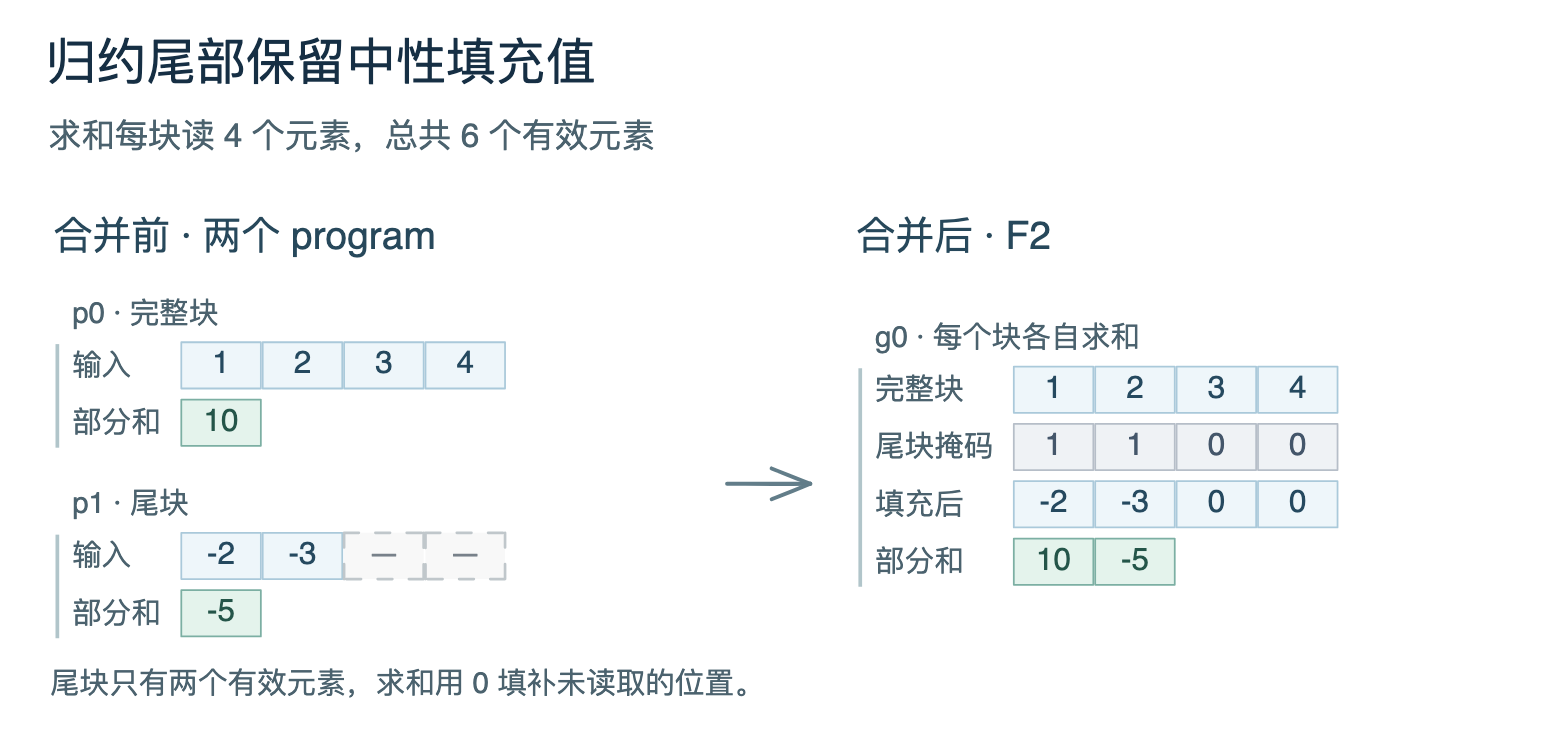 归约尾部保留中性填充值
求和每块读 4 个元素，总共 6 个有效元素
合并前 · 两个 program
p0 · 完整块
输入 1 2 3 4
部分和 10
p1 · 尾块
输入 -2 -3 — —
部分和 -5
合并后 · F2
g0 · 每个块各自求和
完整块 1 2 3 4
尾块掩码 1 1 0 0
填充后 -2 -3 0 0
部分和 10 -5
尾块只有两个有效元素，求和用 0 填补未读取的位置。